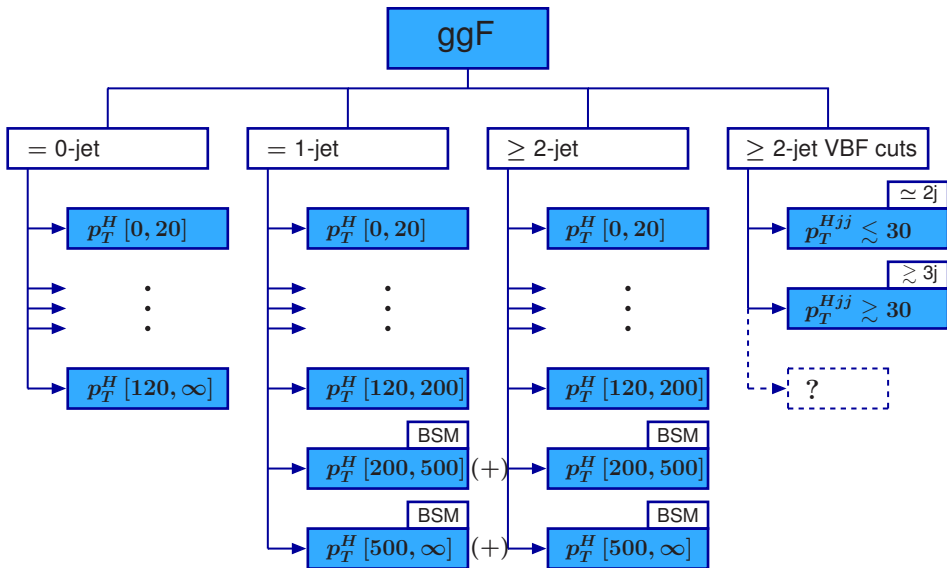 ggF
= 0-jet
= 1-jet
≥ 2-jet
≥ 2-jet VBF cuts
≃ 2j
p_T^H [0, 20]
p_T^H [0, 20]
p_T^H [0, 20]
p_T^{Hjj} ≲ 30
≳ 3j
p_T^{Hjj} ≳ 30
p_T^H [120, ∞]
p_T^H [120, 200]
p_T^H [120, 200]
?
BSM
BSM
p_T^H [200, 500] (+)
p_T^H [200, 500]
BSM
BSM
p_T^H [500, ∞] (+)
p_T^H [500, ∞]